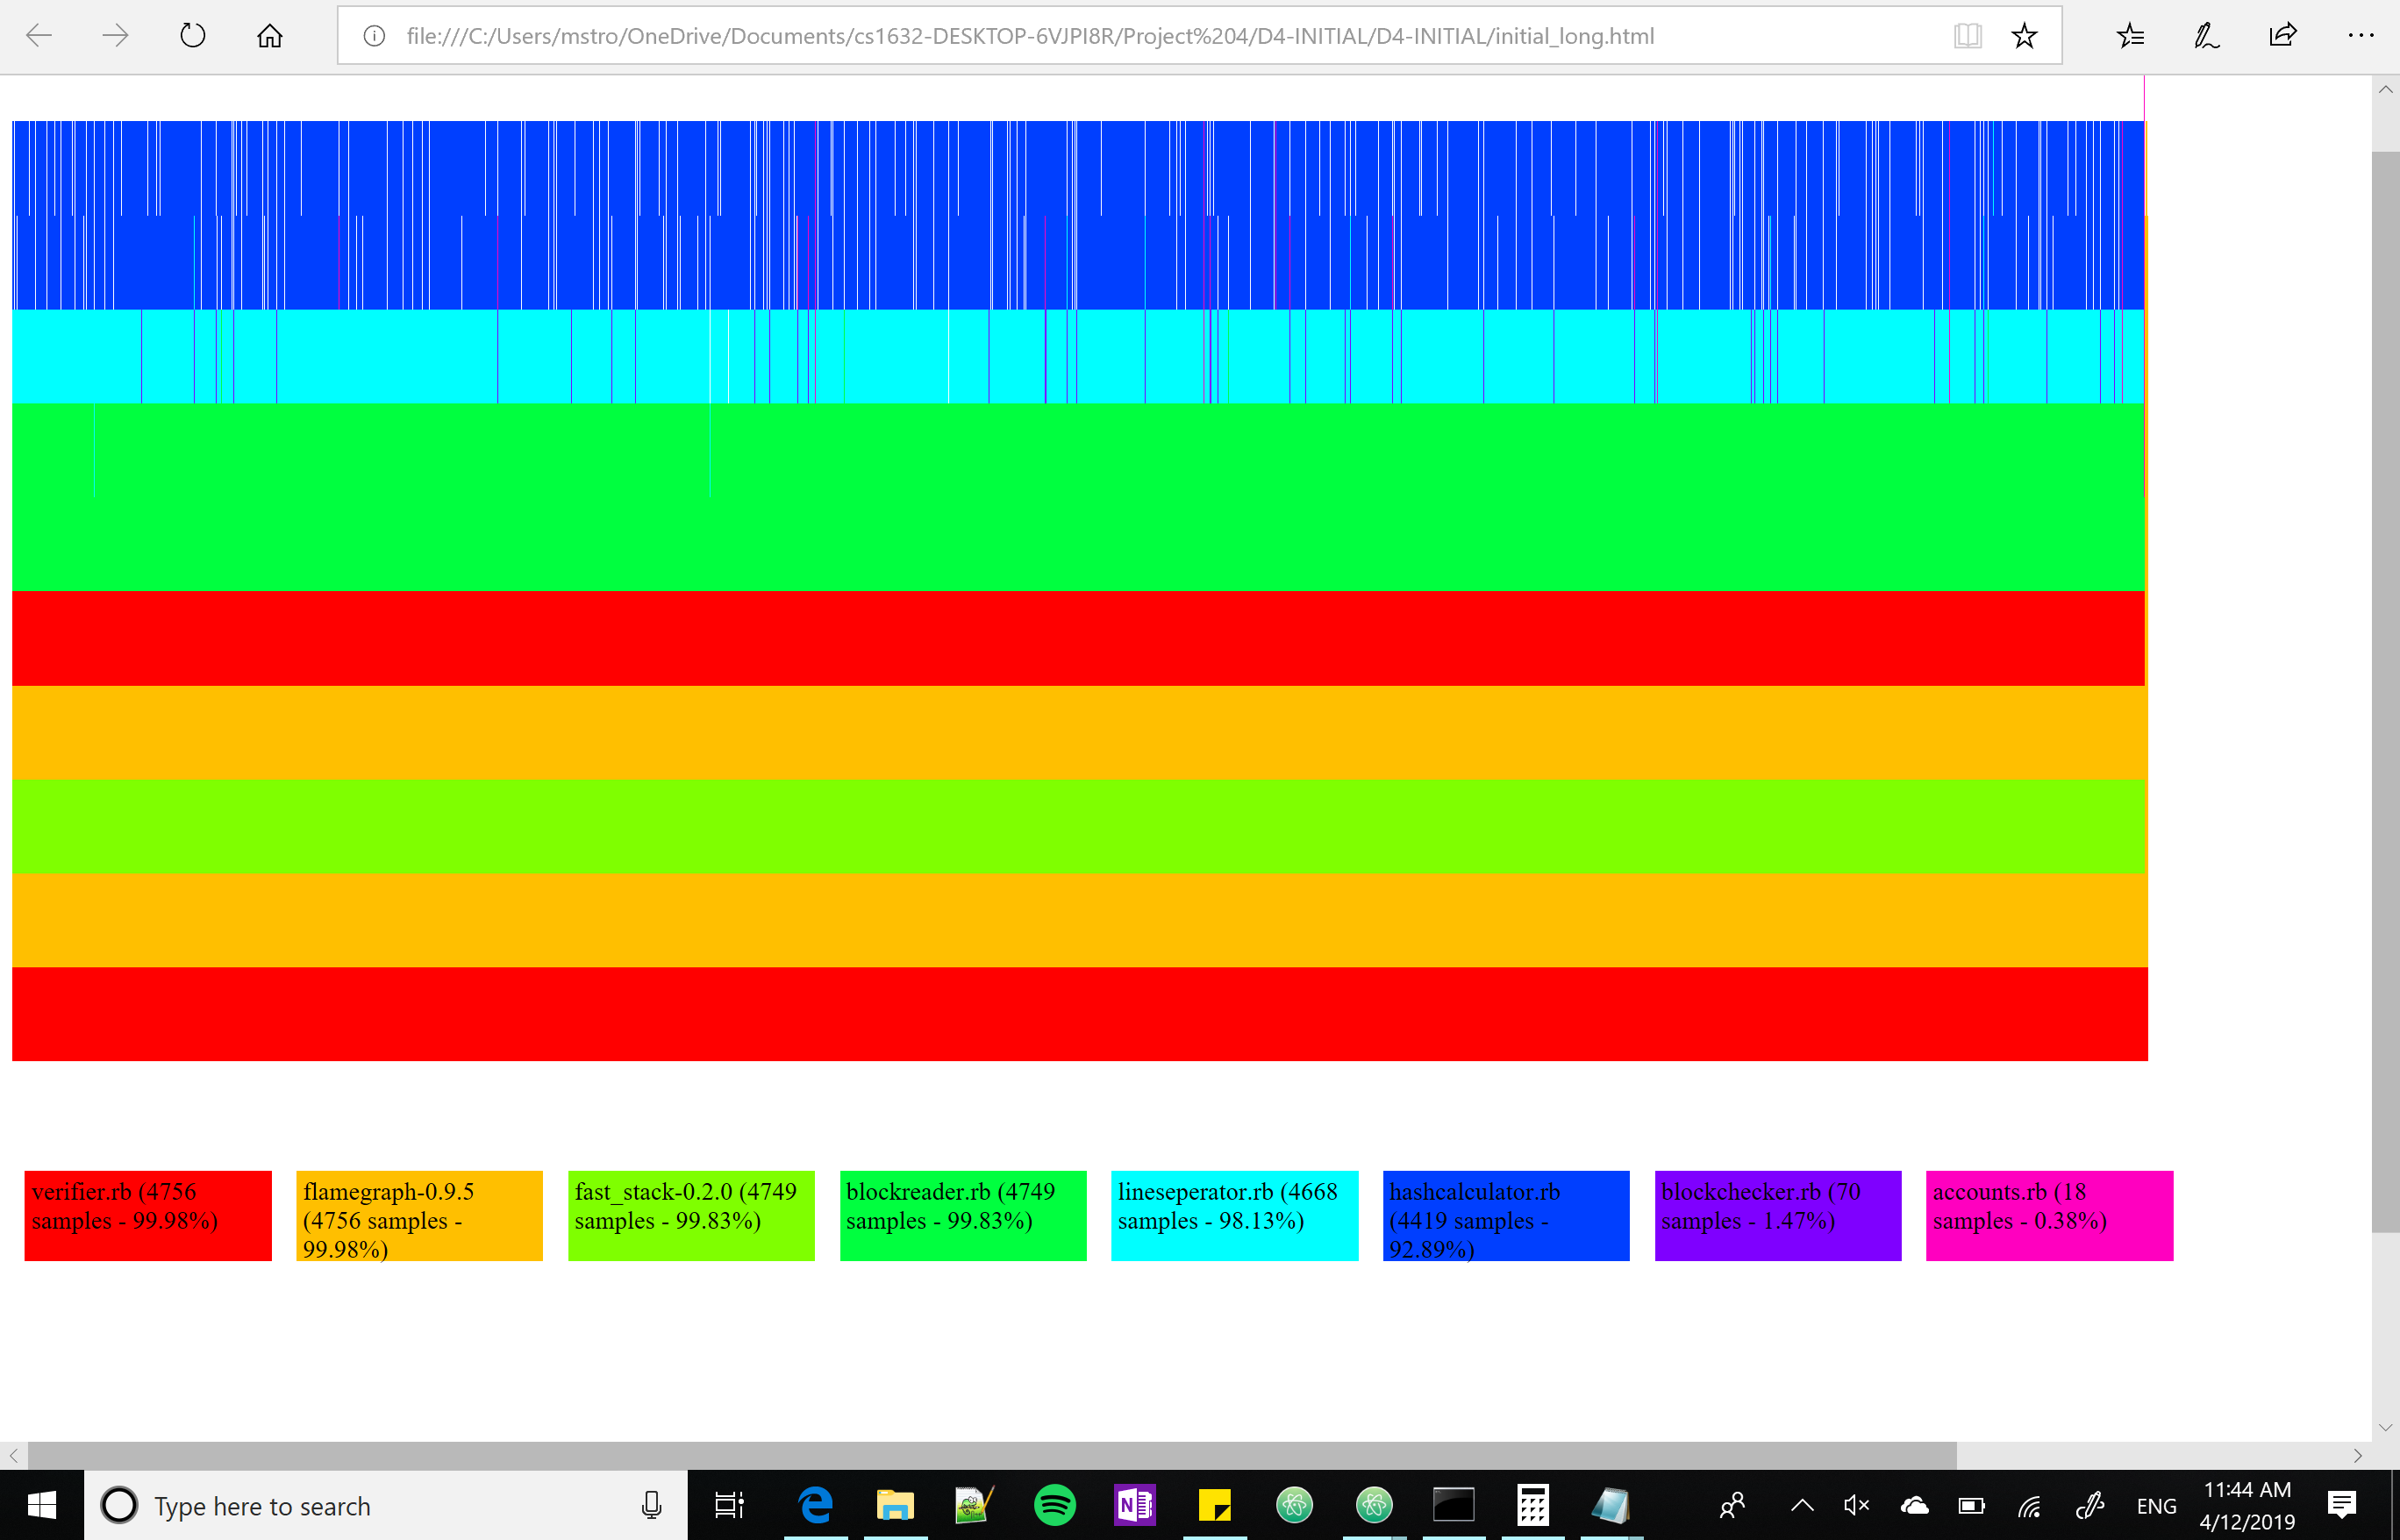 file:///C:/Users/mstro/OneDrive/Documents/cs1632-DESKTOP-6VJPI8R/Project%204/D4-INITIAL/D4-INITIAL/initial_long.html
verifier.rb (4756
samples - 99.98%)
flamegraph-0.9.5
(4756 samples -
99.98%)
fast_stack-0.2.0 (4749
samples - 99.83%)
blockreader.rb (4749
samples - 99.83%)
lineseperator.rb (4668
samples - 98.13%)
hashcalculator.rb
(4419 samples -
92.89%)
blockchecker.rb (70
samples - 1.47%)
accounts.rb (18
samples - 0.38%)
Type here to search
N
ENG
11:44 AM
4/12/2019